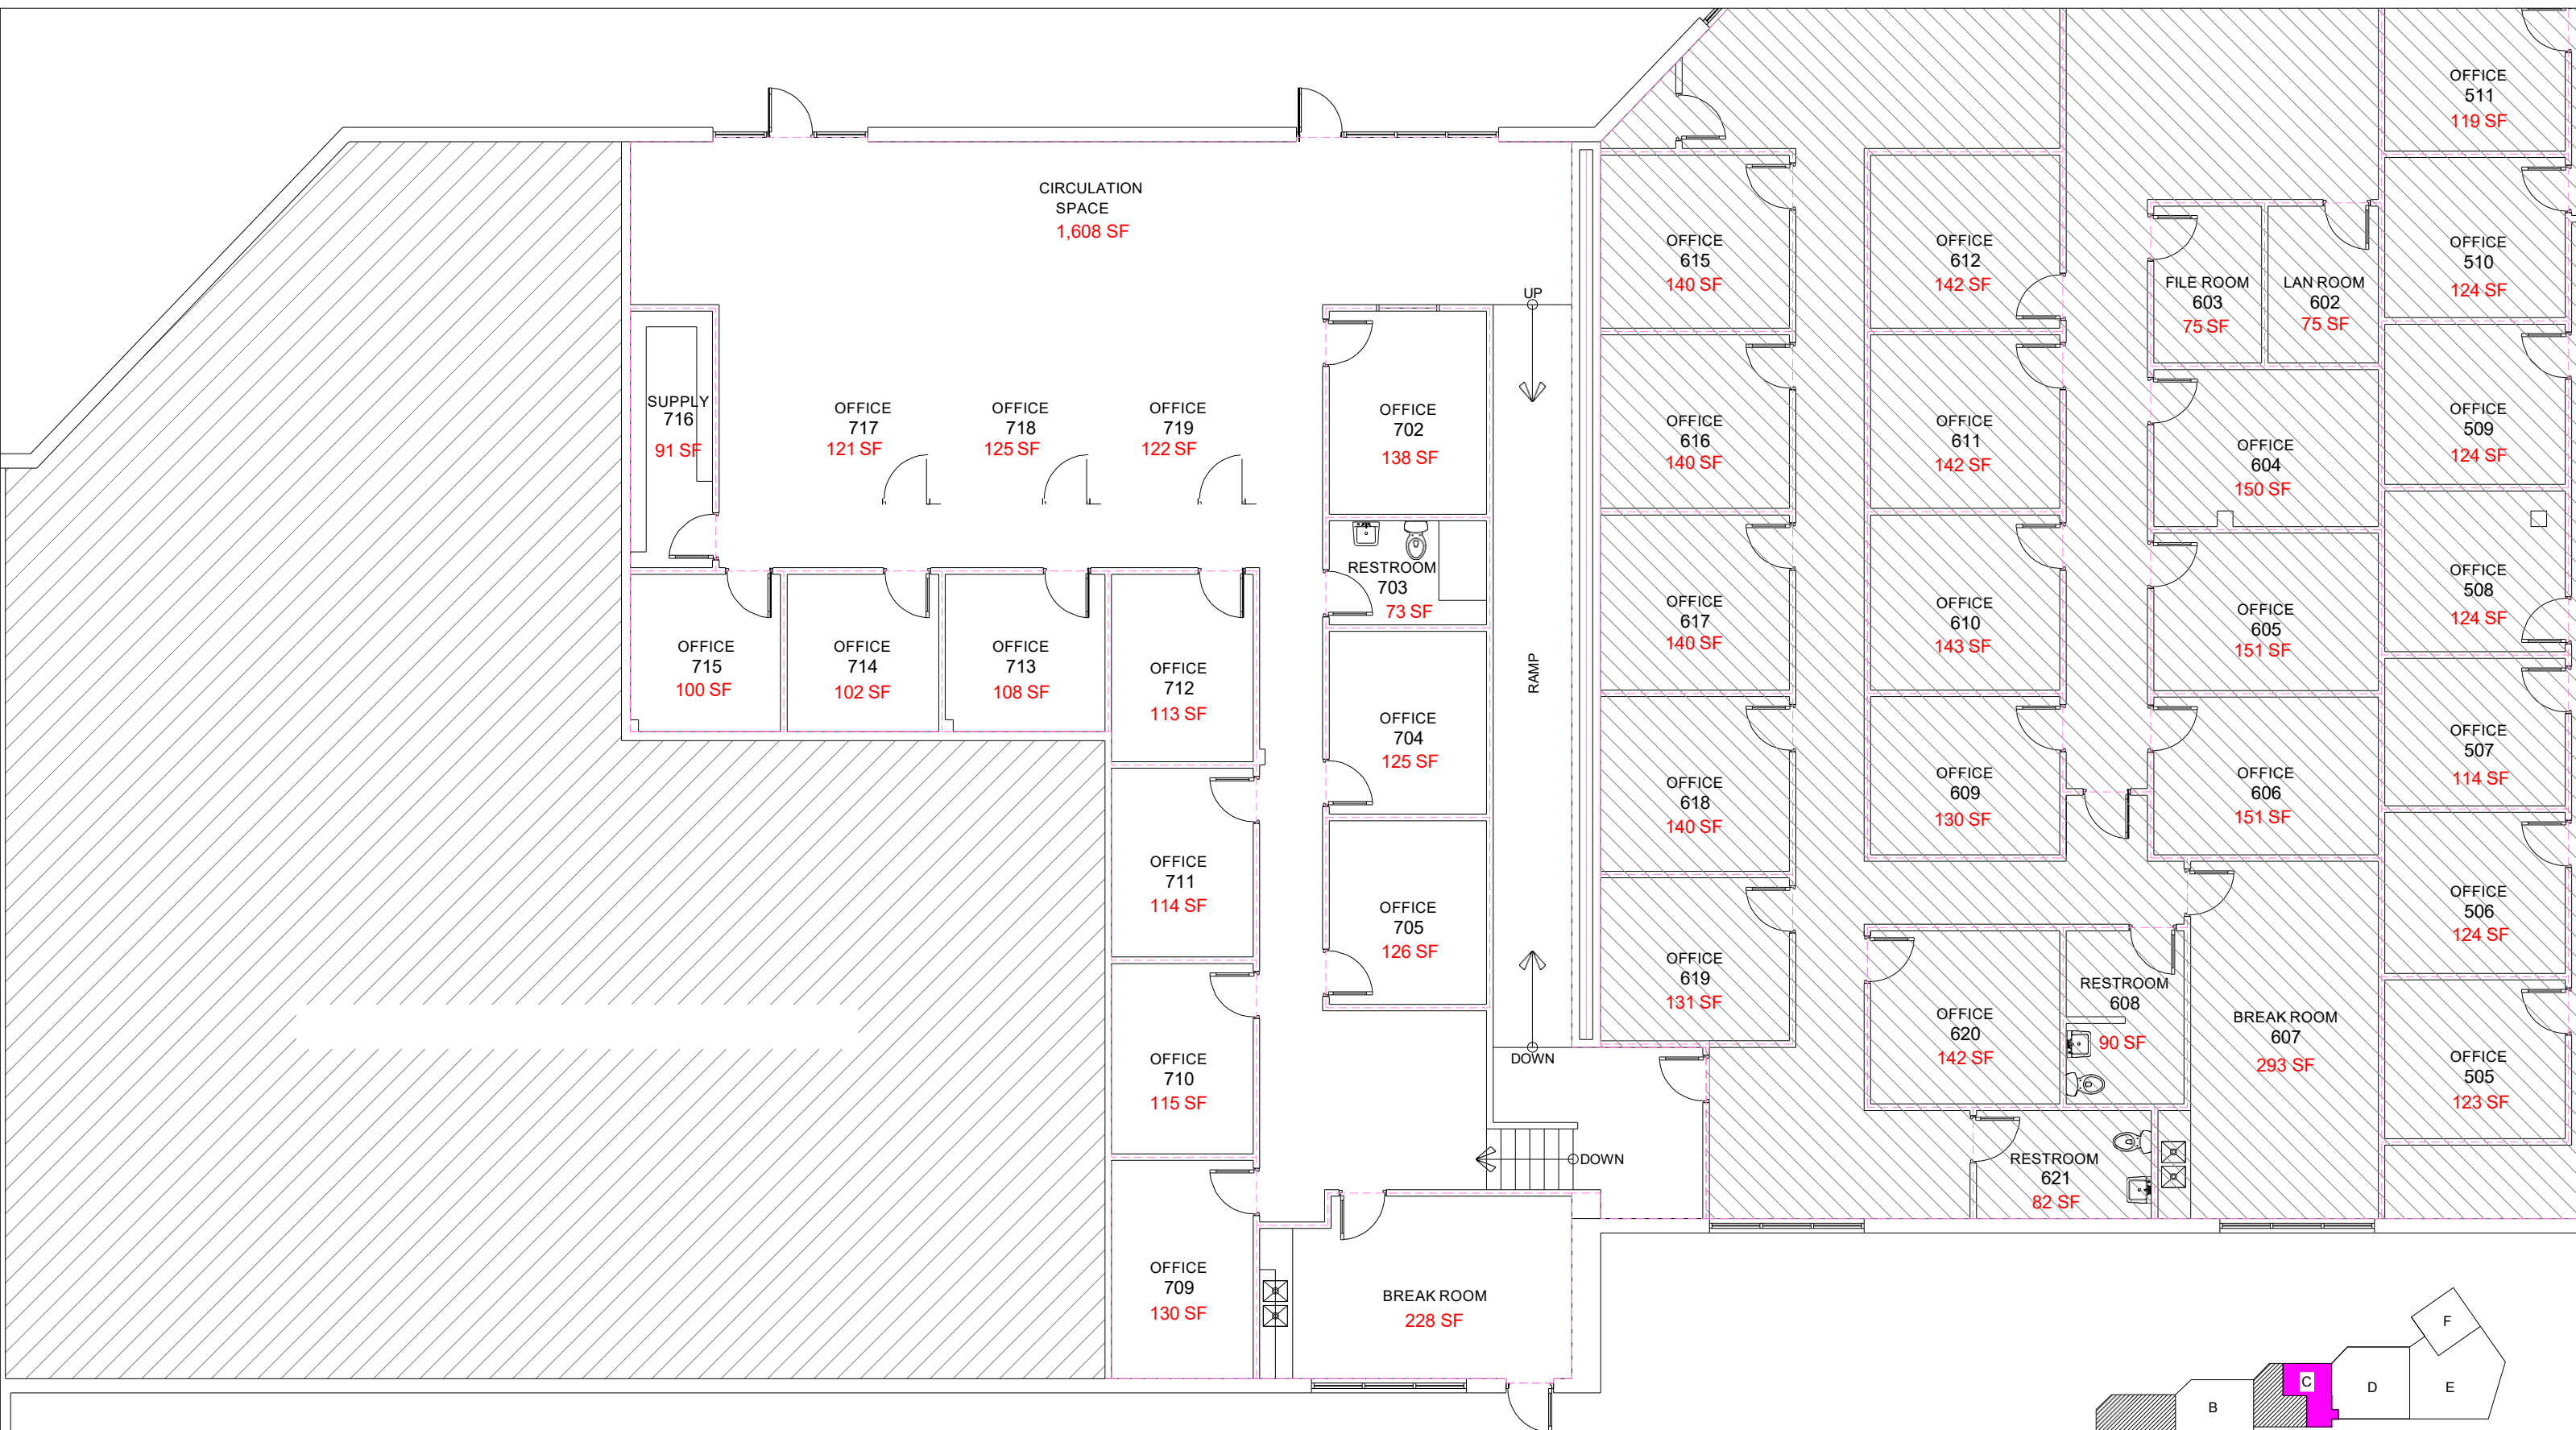 CIRCULATION
SPACE
1,608 SF
SUPPLY
716
91 SF
OFFICE
717
121 SF
OFFICE
718
125 SF
OFFICE
719
122 SF
OFFICE
702
138 SF
RESTROOM
703
73 SF
OFFICE
704
125 SF
OFFICE
705
126 SF
OFFICE
715
100 SF
OFFICE
714
102 SF
OFFICE
713
108 SF
OFFICE
712
113 SF
OFFICE
711
114 SF
OFFICE
710
115 SF
OFFICE
709
130 SF
BREAK ROOM
228 SF
UP
RAMP
DOWN
DOWN
OFFICE
615
140 SF
OFFICE
616
140 SF
OFFICE
617
140 SF
OFFICE
618
140 SF
OFFICE
619
131 SF
OFFICE
612
142 SF
OFFICE
611
142 SF
OFFICE
610
143 SF
OFFICE
609
130 SF
OFFICE
620
142 SF
RESTROOM
608
90 SF
RESTROOM
621
82 SF
FILE ROOM
603
75 SF
LAN ROOM
602
75 SF
OFFICE
604
150 SF
OFFICE
605
151 SF
OFFICE
606
151 SF
BREAK ROOM
607
293 SF
OFFICE
511
119 SF
OFFICE
510
124 SF
OFFICE
509
124 SF
OFFICE
508
124 SF
OFFICE
507
114 SF
OFFICE
506
124 SF
OFFICE
505
123 SF
B
C
D
E
F